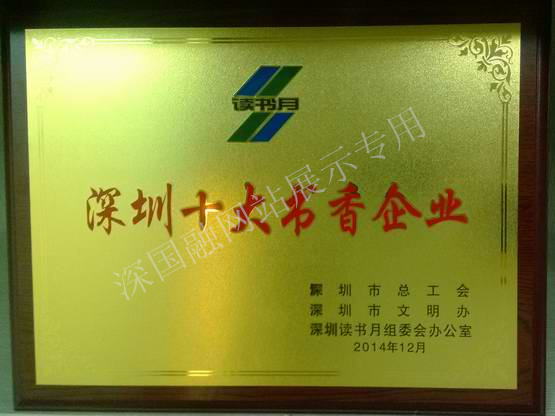 读书月
深圳十大书香企业
深国融网站展示专用
深圳市总工会
深圳市文明办
深圳读书月组委会办公室
2014年12月